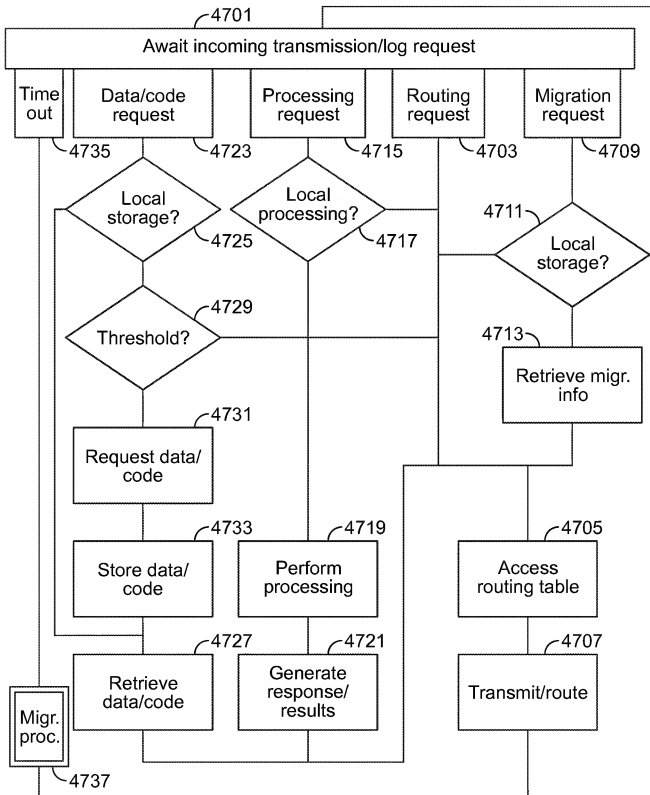 4701
Await incoming transmission/log request
Time
out
4735
Data/code
request
4723
Processing
request
4715
Routing
request
4703
Migration
request
4709
Local
storage?
4725
Local
processing?
4717
4711
Local
storage?
4729
Threshold?
4713
Retrieve migr.
info
4731
Request data/
code
4733
Store data/
code
4719
Perform
processing
4705
Access
routing table
4727
Retrieve
data/code
4721
Generate
response/
results
4707
Transmit/route
Migr.
proc.
4737